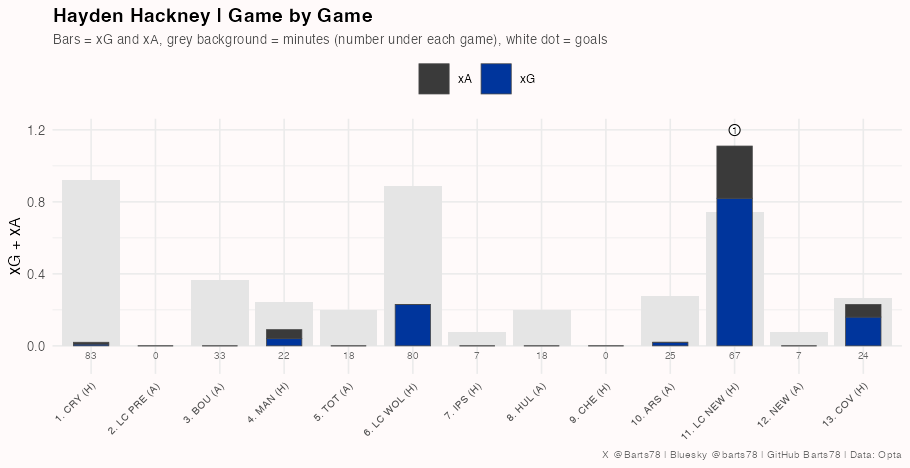 Hayden Hackney | Game by Game
Bars = xG and xA, grey background = minutes (number under each game), white dot = goals
xA xG
xG + xA
1.2
0.8
0.4
0.0
1
83 0 33 22 18 80 7 18 0 25 67 7 24
1. CRY (H)
2. LC PRE (A)
3. BOU (A)
4. MAN (H)
5. TOT (A)
6. LC WOL (H)
7. IPS (H)
8. HUL (A)
9. CHE (H)
10. ARS (A)
11. LC NEW (H)
12. NEW (A)
13. COV (H)
X @Barts78 | Bluesky @barts78 | GitHub Barts78 | Data: Opta